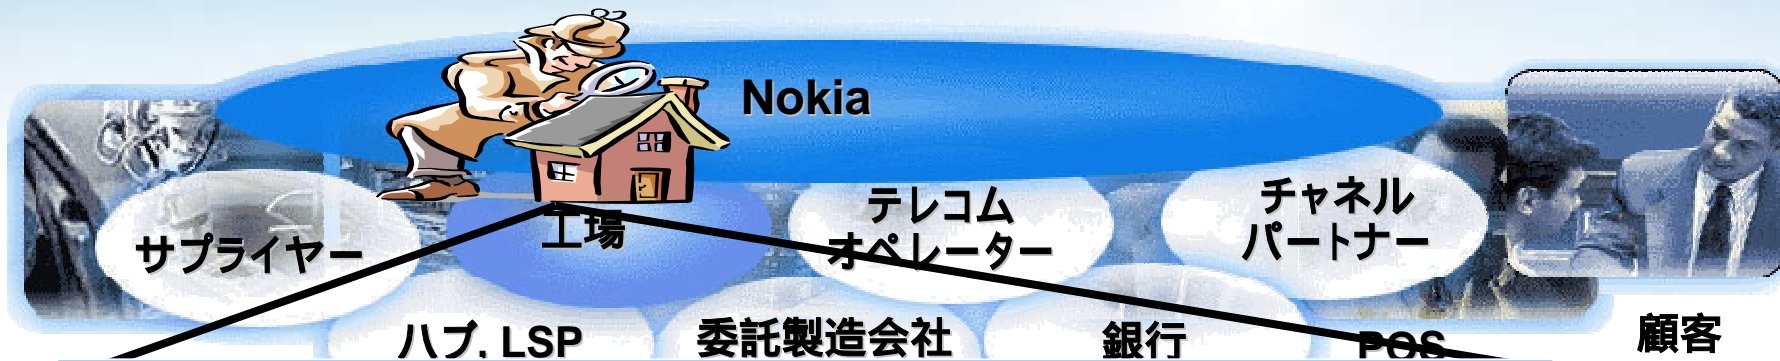 Nokia
サプライヤー
工場
テレコム
オペレーター
チャネル
パートナー
ハブ, LSP
委託製造会社
銀行
POS
顧客